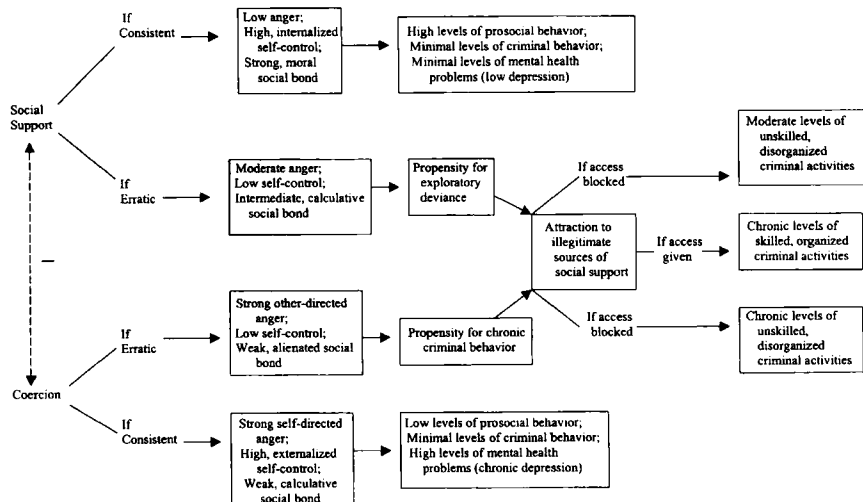 If
Consistent
Low anger;
High, internalized
self-control;
Strong, moral
social bond
High levels of prosocial behavior;
Minimal levels of criminal behavior;
Minimal levels of mental health
problems (low depression)
Social
Support
If
Erratic
Moderate anger;
Low self-control;
Intermediate, calculative
social bond
Propensity for
exploratory
deviance
If access
blocked
Moderate levels of
unskilled,
disorganized
criminal activities
Attraction to
illegitimate
sources of
social support
If access
given
Chronic levels of
skilled, organized
criminal activities
—
If
Erratic
Strong other-directed
anger;
Low self-control;
Weak, alienated social
bond
Propensity for chronic
criminal behavior
If access
blocked
Chronic levels of
unskilled,
disorganized
criminal activities
Coercion
If
Consistent
Strong self-directed
anger;
High, externalized
self-control;
Weak, calculative
social bond
Low levels of prosocial behavior;
Minimal levels of criminal behavior;
High levels of mental health
problems (chronic depression)